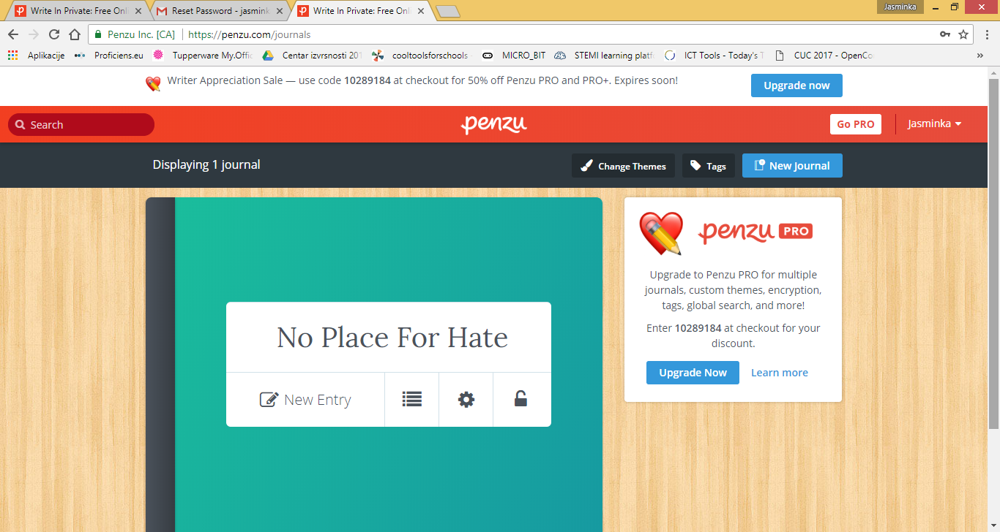 Jasminka
Write In Private: Free Onli
Reset Password - jasmink
Write In Private: Free Onli
Penzu Inc. [CA]
https://penzu.com/journals
Aplikacije
Proficiens.eu
Tupperware My.Offic
Centar izvrsnosti 201
cooltoolsforschools
MICRO_BIT
STEMI learning platf
ICT Tools - Today's T
CUC 2017 - OpenCo
»
Writer Appreciation Sale — use code 10289184 at checkout for 50% off Penzu PRO and PRO+. Expires soon!
Upgrade now
Search
penzu
Go PRO
Jasminka
Displaying 1 journal
Change Themes
Tags
New Journal
No Place For Hate
New Entry
penzu PRO
Upgrade to Penzu PRO for multiple
journals, custom themes, encryption,
tags, global search, and more!
Enter 10289184 at checkout for your
discount.
Upgrade Now
Learn more